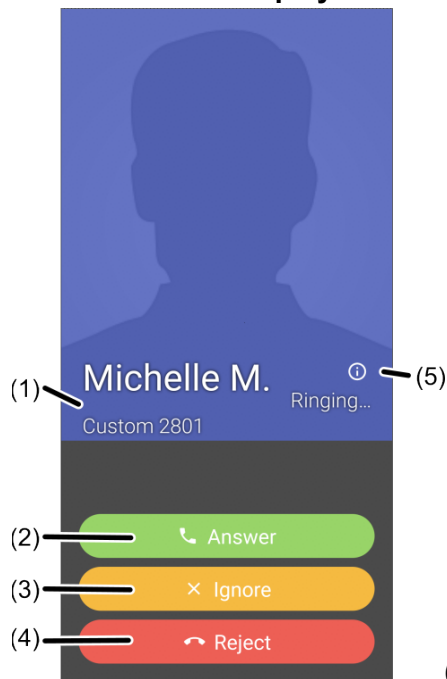 Michelle M.
(5)
Ringing...
(1)
Custom 2801
(2)
Answer
(3)
Ignore
(4)
Reject